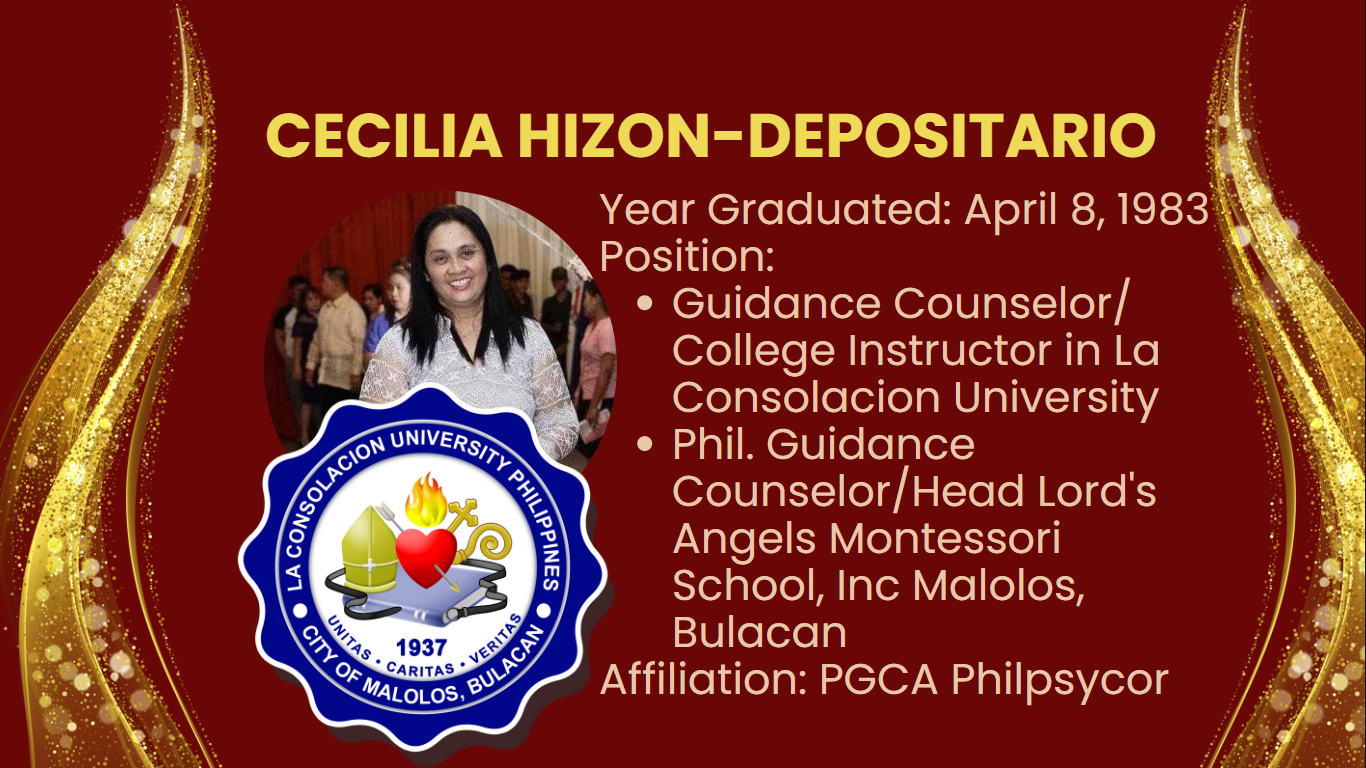 CECILIA HIZON-DEPOSITARIO
Year Graduated: April 8, 1983
Position:
• Guidance Counselor/
College Instructor in La
Consolacion University
• Phil. Guidance
Counselor/Head Lord's
Angels Montessori
School, Inc Malolos,
Bulacan
Affiliation: PGCA Philpsycor
LA CONSOLACION UNIVERSITY PHILIPPINES
1937
UNITAS • CARITAS • VERITAS
CITY OF MALOLOS, BULACAN